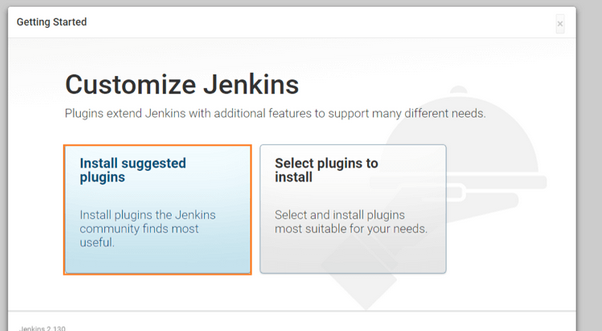 Getting Started
×
Customize Jenkins
Plugins extend Jenkins with additional features to support many different needs.
Install suggested
plugins
Install plugins the Jenkins
community finds most
useful.
Select plugins to
install
Select and install plugins
most suitable for your needs.
Jenkins 2.130